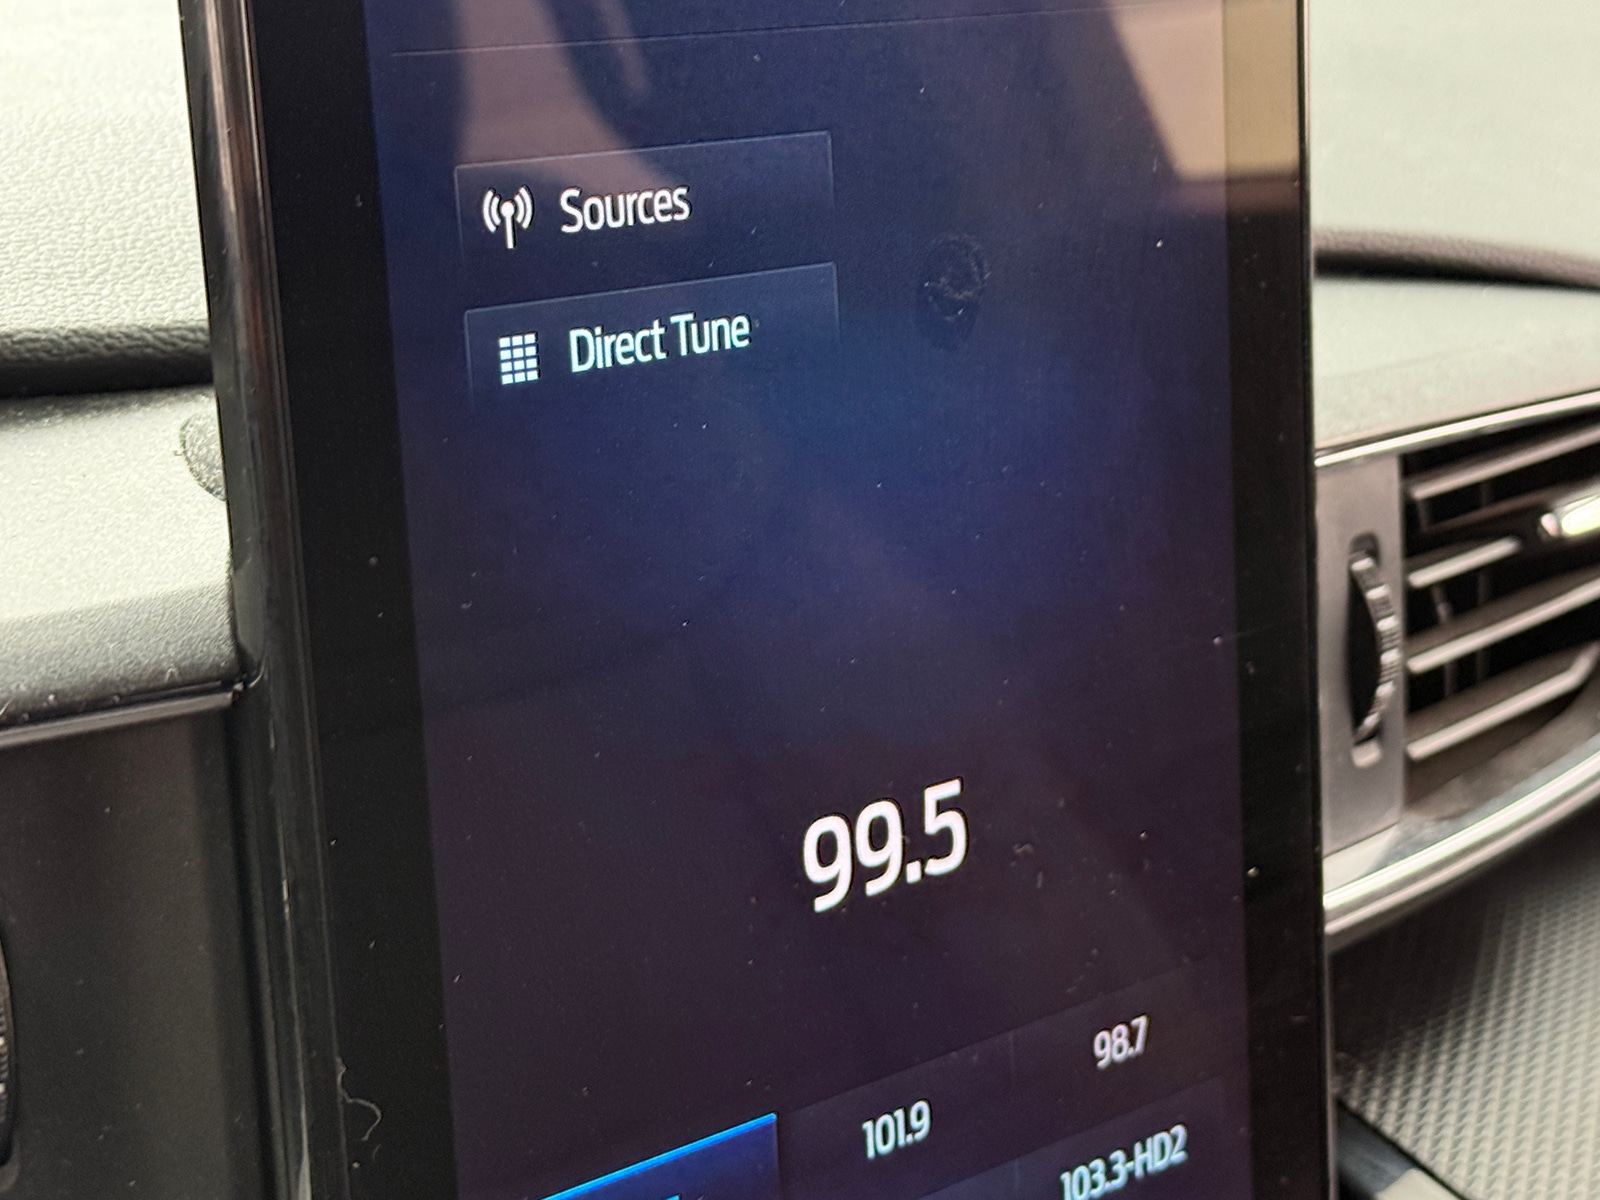 Sources
Direct Tune
99.5
98.7
101.9
103.3-HD2